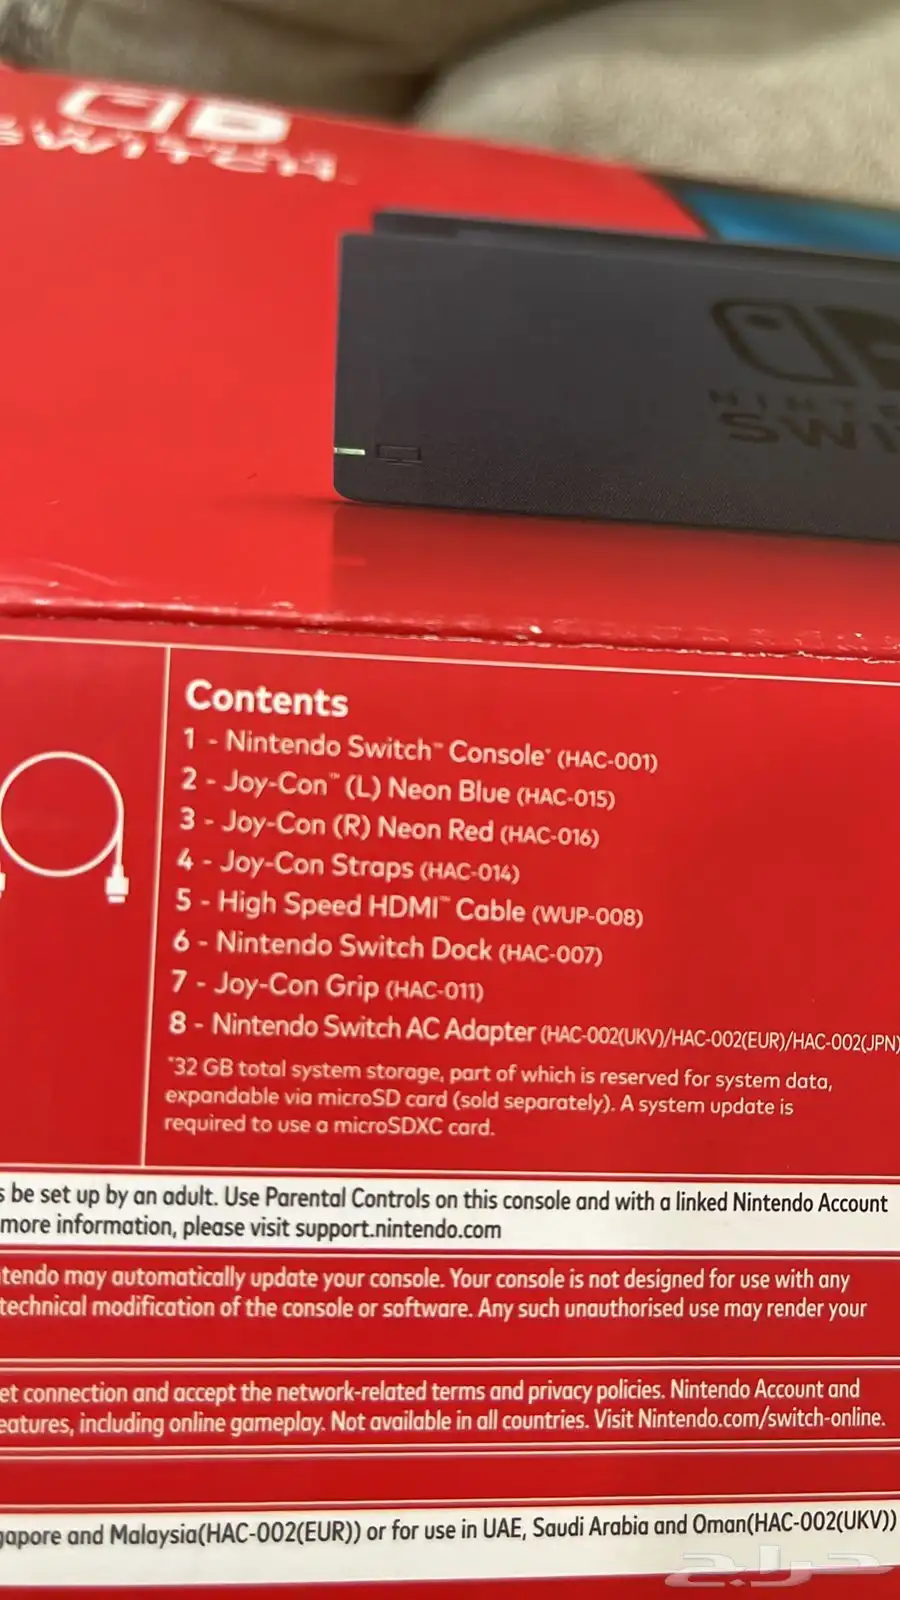 SWITCH
NINTE
SWI
Contents
1 - Nintendo Switch™ Console* (HAC-001)
2 - Joy-Con™ (L) Neon Blue (HAC-015)
3 - Joy-Con (R) Neon Red (HAC-016)
4 - Joy-Con Straps (HAC-014)
5 - High Speed HDMI™ Cable (WUP-008)
6 - Nintendo Switch Dock (HAC-007)
7 - Joy-Con Grip (HAC-011)
8 - Nintendo Switch AC Adapter (HAC-002(UKV)/HAC-002(EUR)/HAC-002(JPN)
*32 GB total system storage, part of which is reserved for system data,
expandable via microSD card (sold separately). A system update is
required to use a microSDXC card.
s be set up by an adult. Use Parental Controls on this console and with a linked Nintendo Account
more information, please visit support.nintendo.com
tendo may automatically update your console. Your console is not designed for use with any
technical modification of the console or software. Any such unauthorised use may render your
et connection and accept the network-related terms and privacy policies. Nintendo Account and
eatures, including online gameplay. Not available in all countries. Visit Nintendo.com/switch-online.
gapore and Malaysia(HAC-002(EUR)) or for use in UAE, Saudi Arabia and Oman(HAC-002(UKV))
حراج